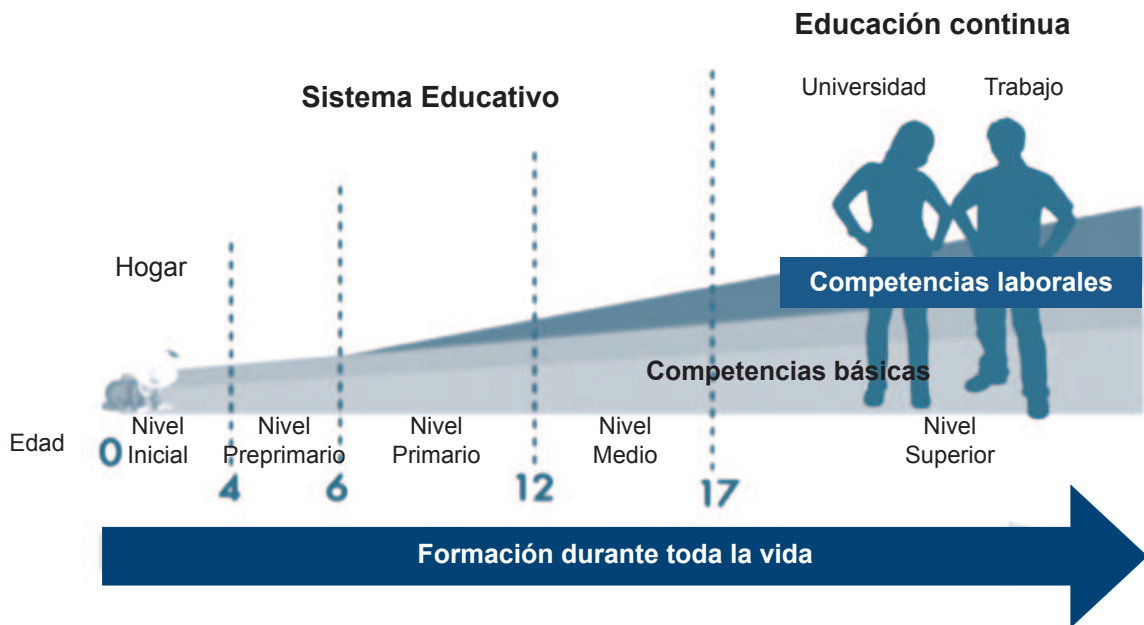 Educación continua
Sistema Educativo
Universidad
Trabajo
Hogar
Competencias laborales
Competencias básicas
Edad
0
Nivel
Inicial
4
Nivel
Preprimario
6
Nivel
Primario
12
Nivel
Medio
17
Nivel
Superior
Formación durante toda la vida